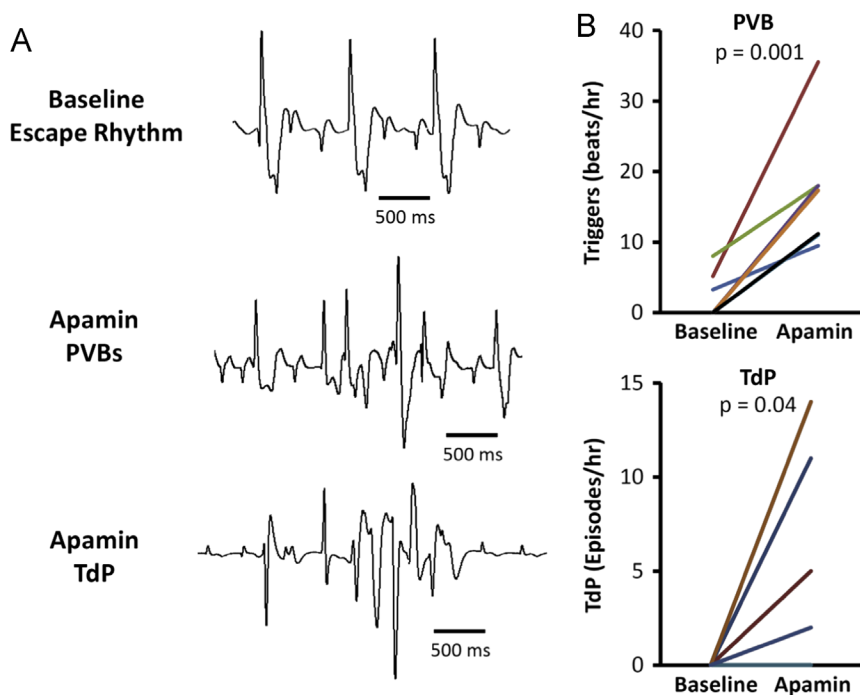 A
Baseline
Escape Rhythm
500 ms
Apamin
PVBs
500 ms
Apamin
TdP
500 ms
B
PVB
p = 0.001
Triggers (beats/hr)
40
30
20
10
0
Baseline Apamin
TdP
p = 0.04
TdP (Episodes/hr)
15
10
5
0
Baseline Apamin